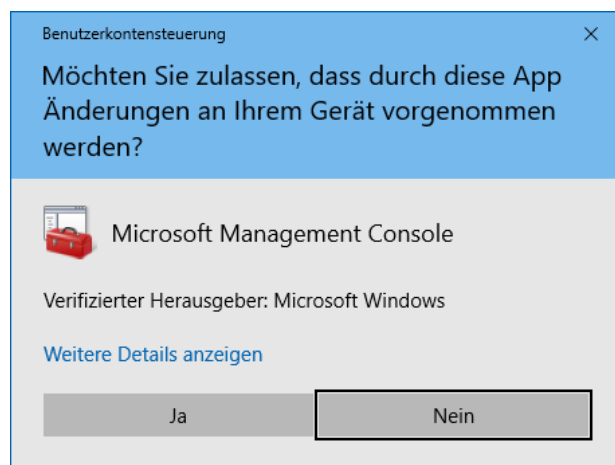 Benutzerkontensteuerung
Möchten Sie zulassen, dass durch diese App
Änderungen an Ihrem Gerät vorgenommen
werden?
Microsoft Management Console
Verifizierter Herausgeber: Microsoft Windows
Weitere Details anzeigen
Ja
Nein